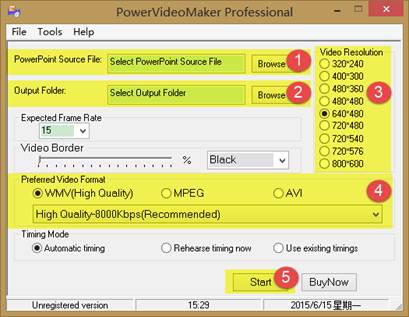 PowerVideoMaker Professional
File Tools Help
PowerPoint Source File: Select PowerPoint Source File Browse 1
Output Folder: Select Output Folder Browse 2
Video Resolution
320*240
400*300
480*360
480*480
640*480
720*480
720*540
720*576
800*600
3
Expected Frame Rate
15
Video Border
% Black
Preferred Video Format
WMV(High Quality) MPEG AVI
4
High Quality-8000Kbps(Recommended)
Timing Mode
Automatic timing Rehearse timing now Use existing timings
5 Start BuyNow
Unregistered version 15:29 2015/6/15 星期一